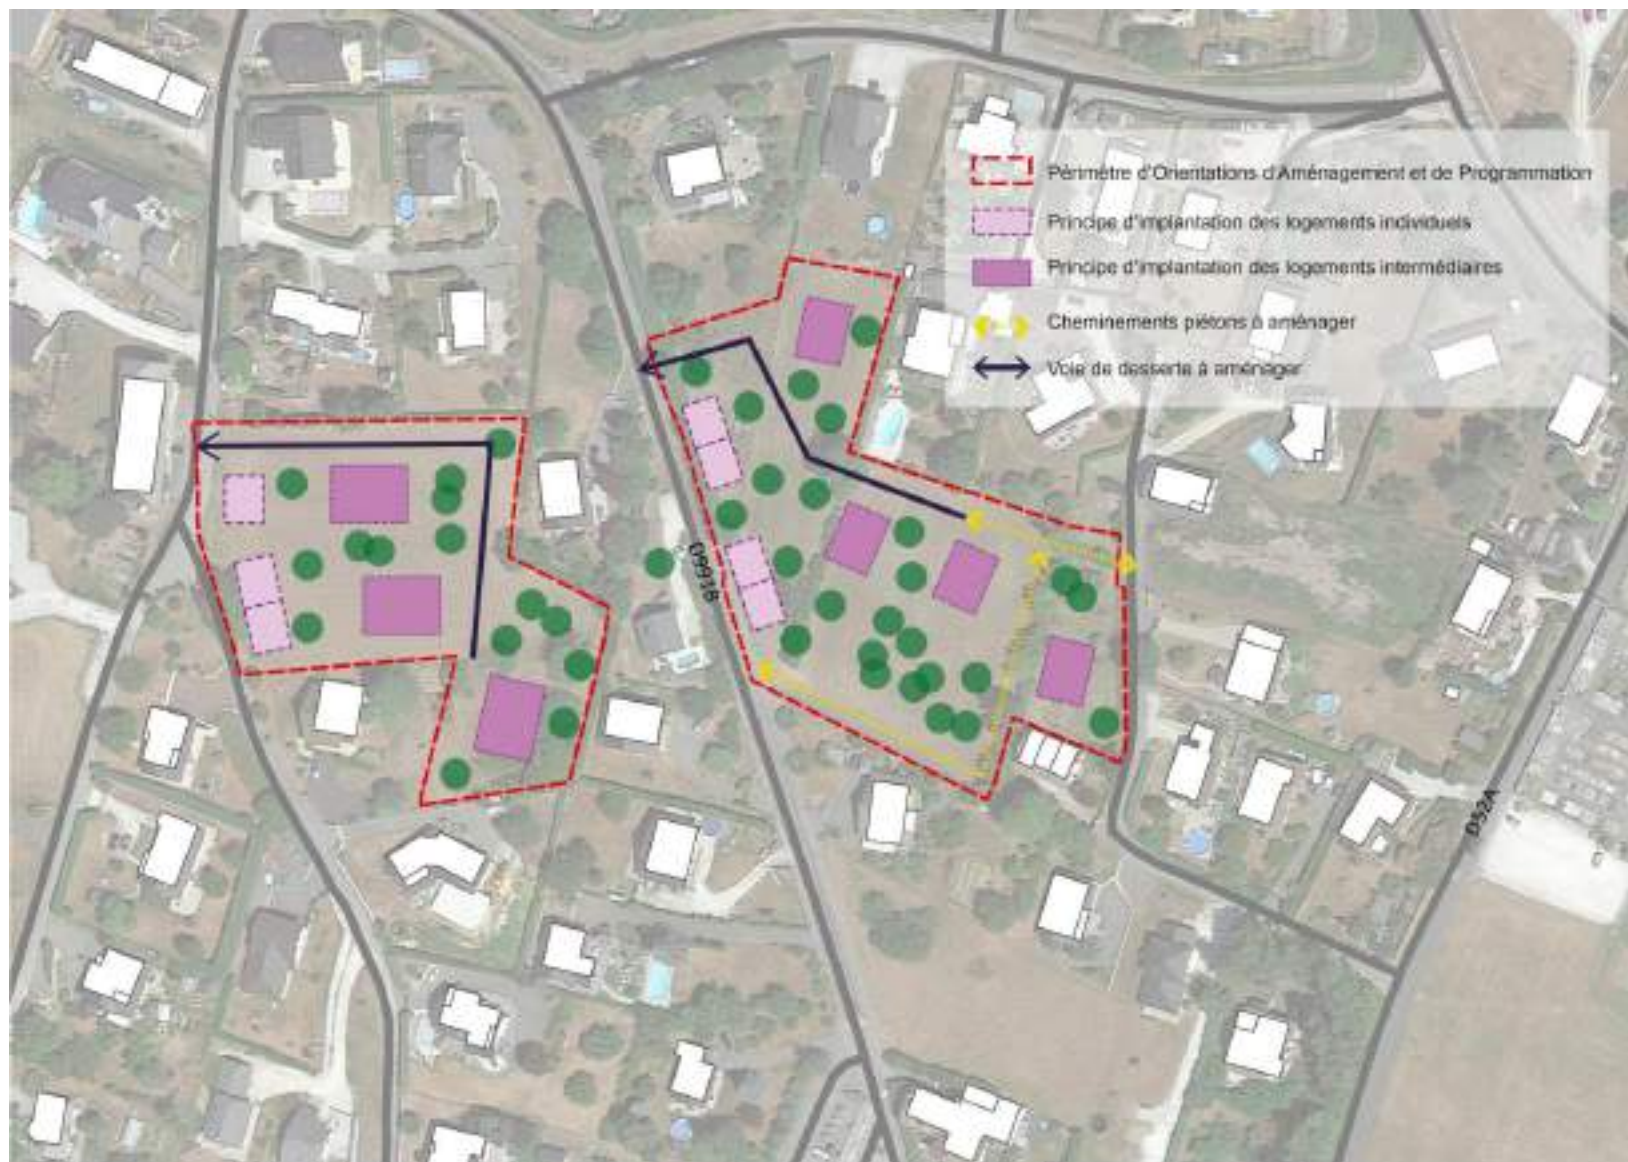 Périmètre d'Orientations d'Aménagement et de Programmation
Principe d'implantation des logements individuels
Principe d'implantation des logements intermédiaires
Cheminements piétons à aménager
Voie de desserte à aménager
D991B
D52A